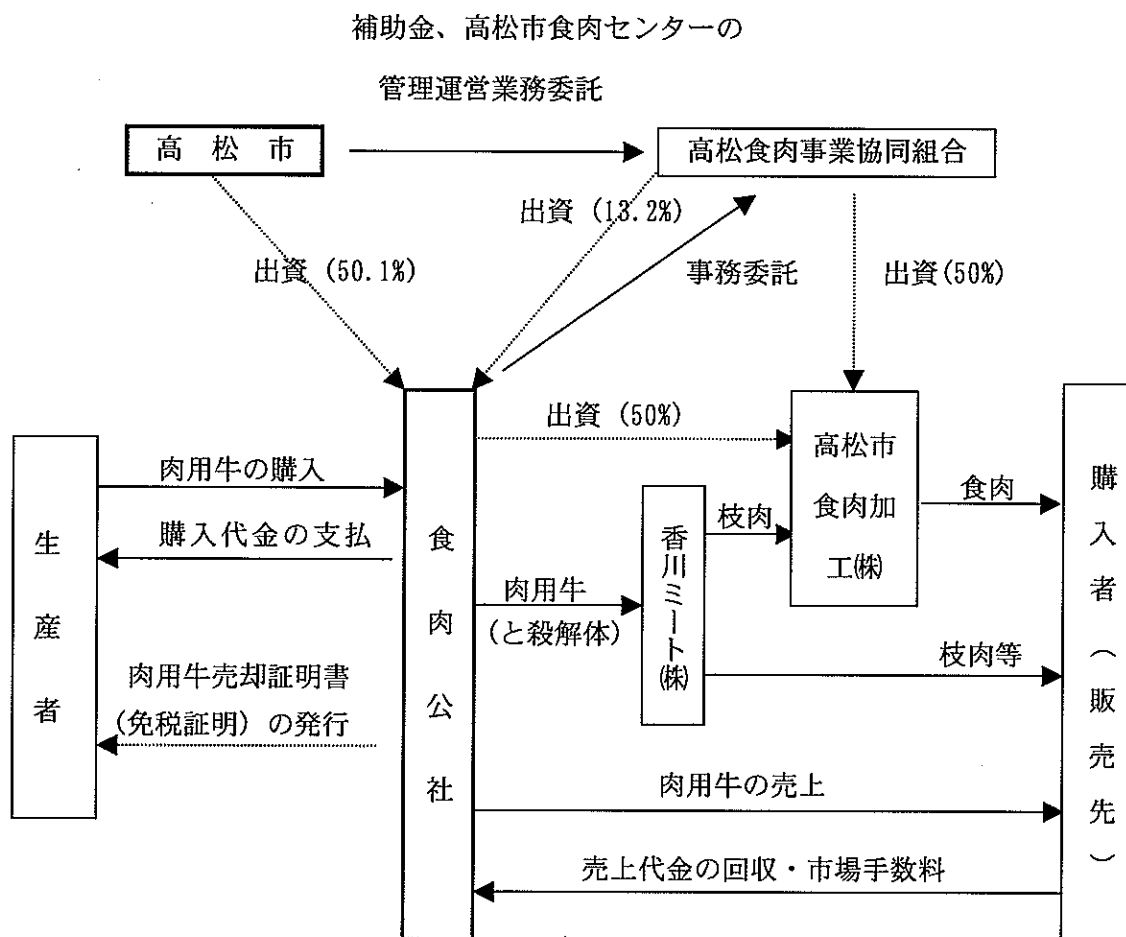 補助金、高松市食肉センターの
管理運営業務委託
高松市
高松食肉事業協同組合
出資 (13.2%)
出資 (50.1%)
事務委託
出資(50%)
出資 (50%)
高松市
食肉加
工㈱
肉用牛の購入
購入代金の支払
生産者
食肉公社
肉用牛
(と殺解体)
香川ミート㈱
枝肉
食肉
購入者(販売先)
枝肉等
肉用牛売却証明書
(免税証明) の発行
肉用牛の売上
売上代金の回収・市場手数料